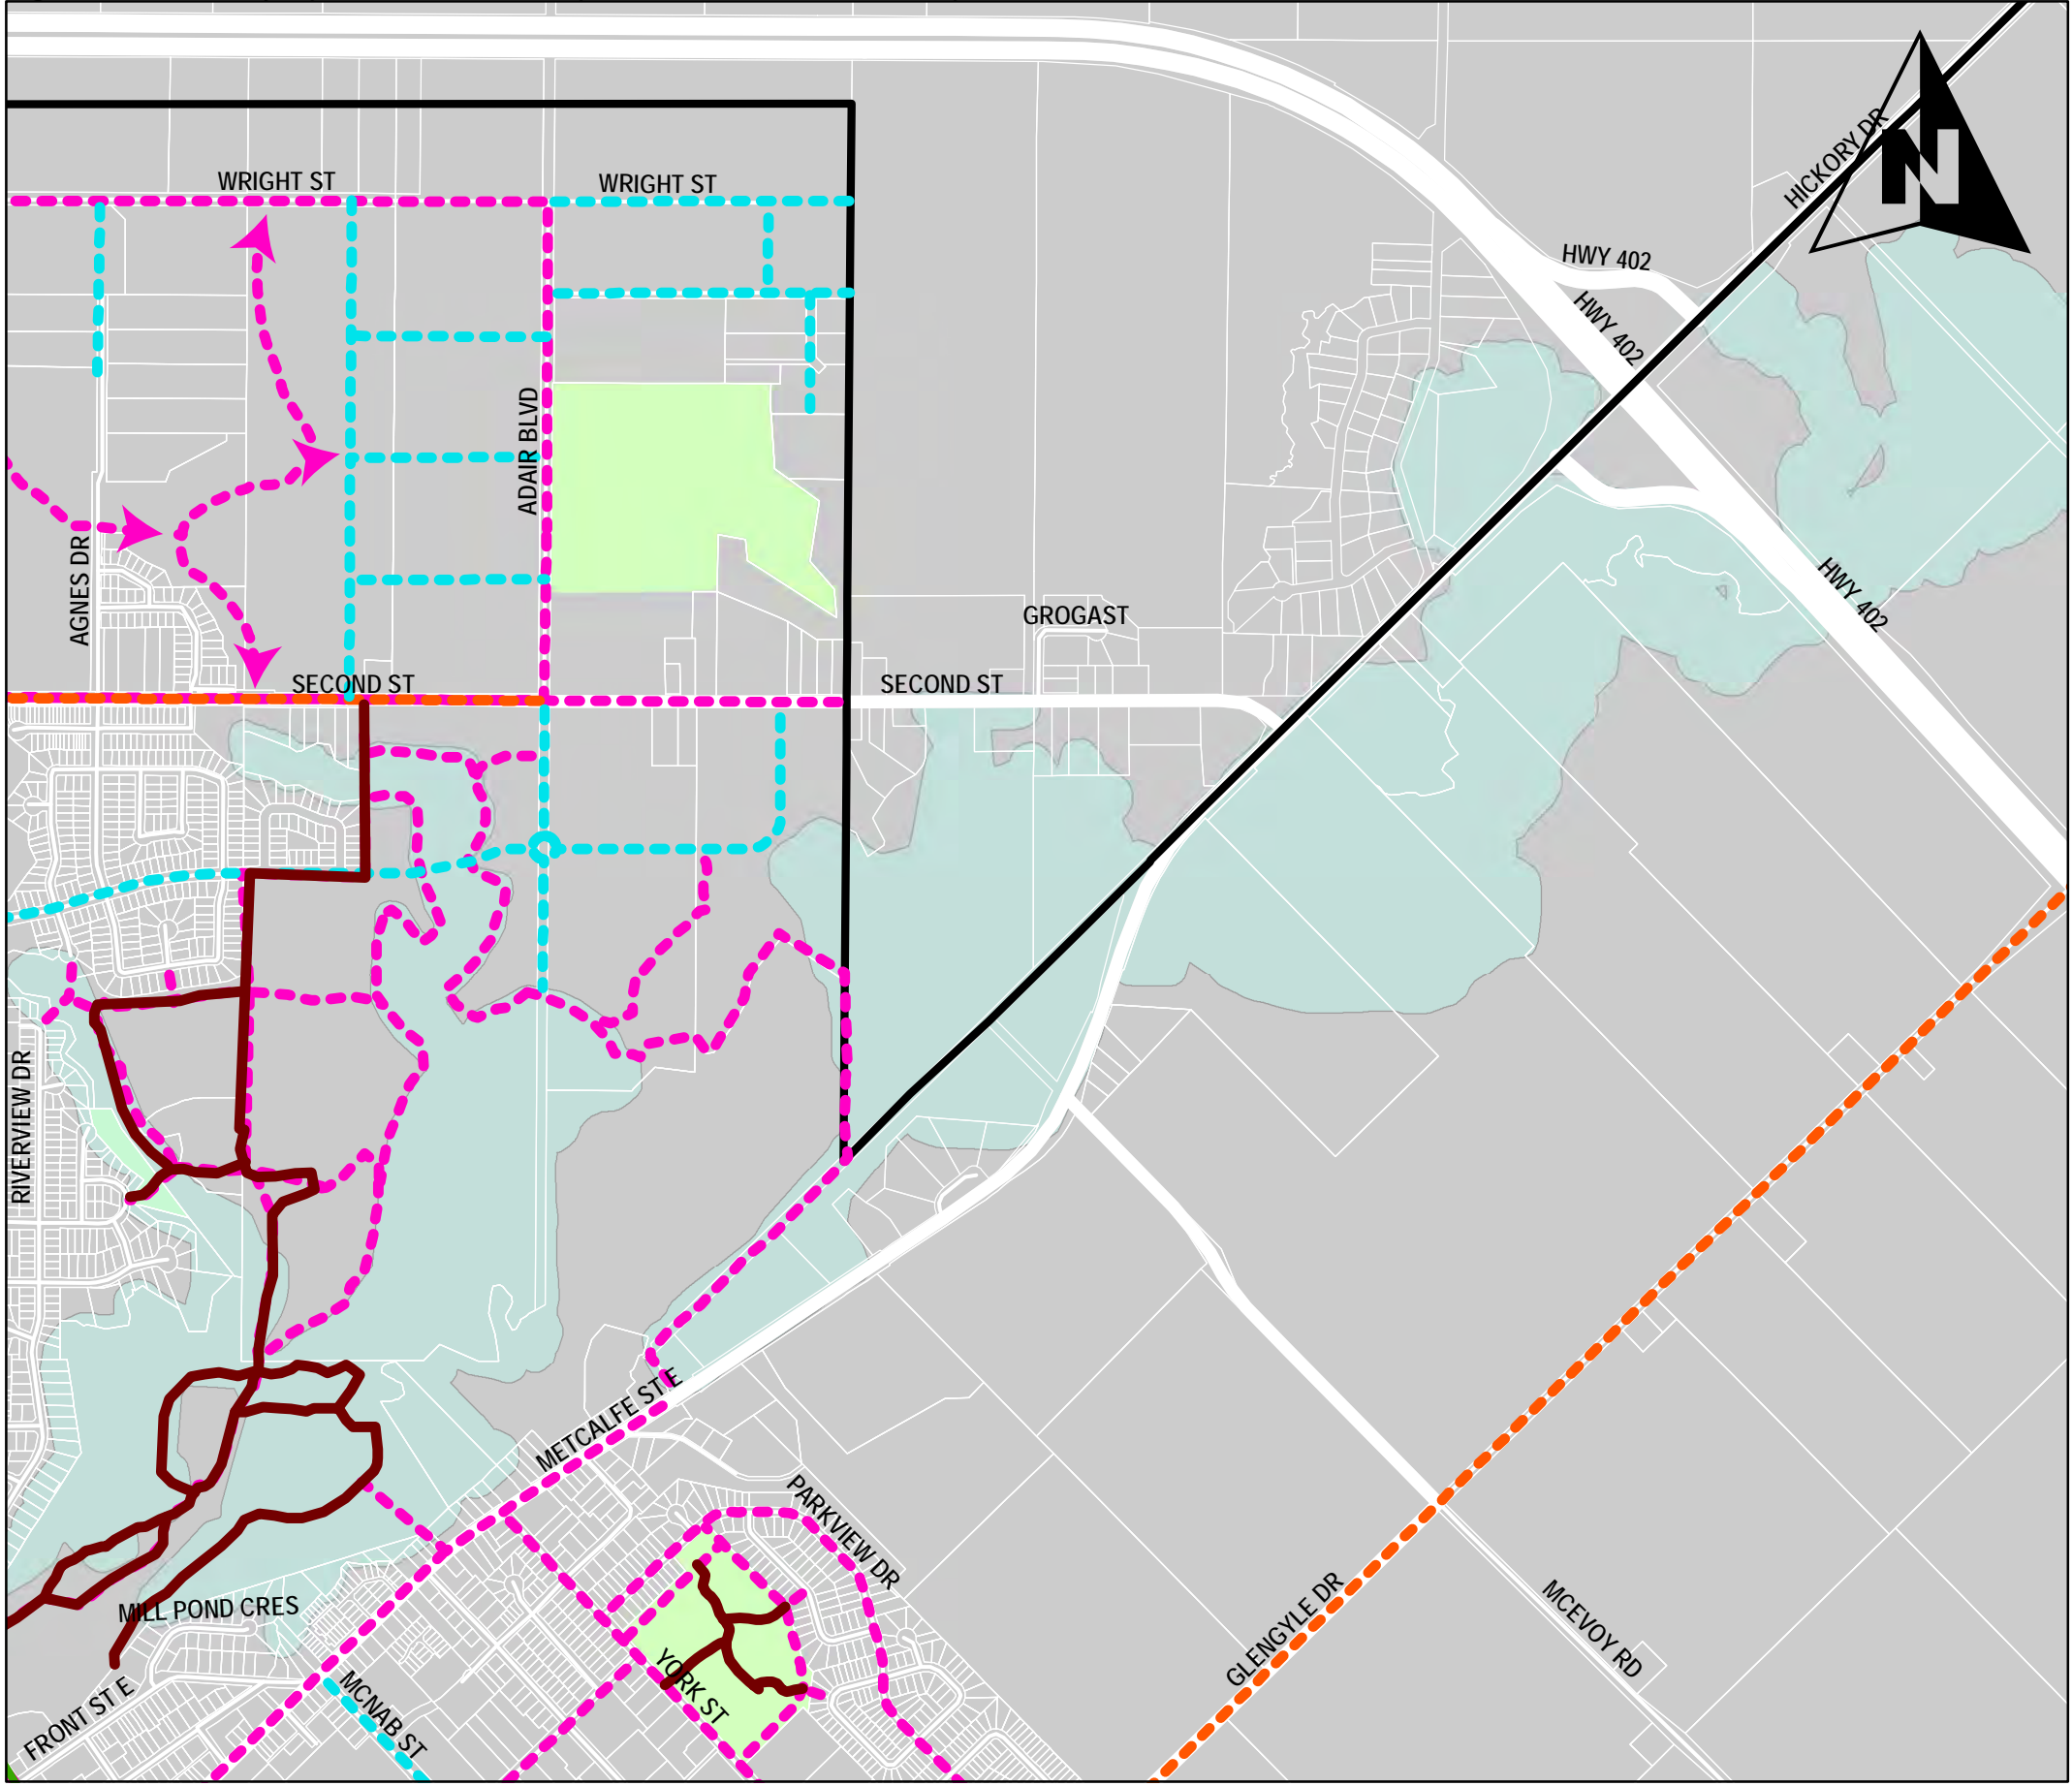 HICKORY DR
N
WRIGHT ST
WRIGHT ST
HWY 402
HWY 402
ADAIR BLVD
AGNES DR
HWY 402
GROGAST
SECOND ST
SECOND ST
RIVERVIEW DR
METCALFE ST E
PARKVIEW DR
MILL POND CRES
GLENGYLE DR
MCEVOY RD
YORK ST
MCNAB ST
FRONT ST E